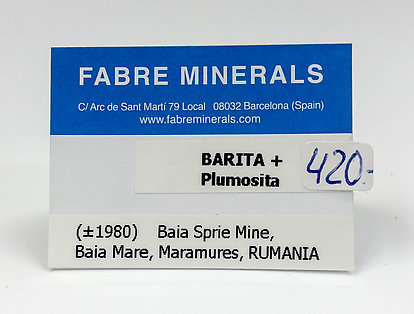 FABRE MINERALS
C/ Arc de Sant Martí 79 Local 08032 Barcelona (Spain)
www.fabreminerals.com
BARITA +
Plumosita
420.-
(±1980) Baia Sprie Mine,
Baia Mare, Maramures, RUMANIA